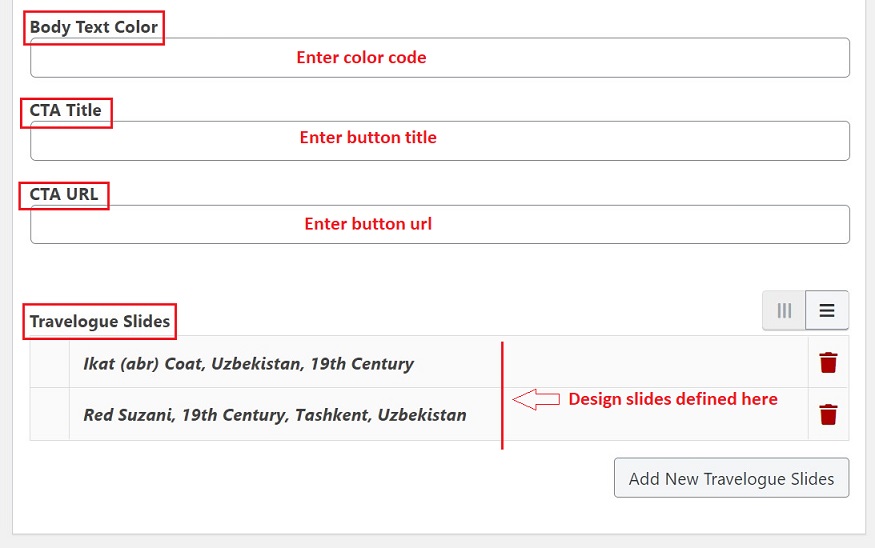 Body Text Color
Enter color code
CTA Title
Enter button title
CTA URL
Enter button url
Travelogue Slides
Ikat (abr) Coat, Uzbekistan, 19th Century
Design slides defined here
Red Suzani, 19th Century, Tashkent, Uzbekistan
Add New Travelogue Slides